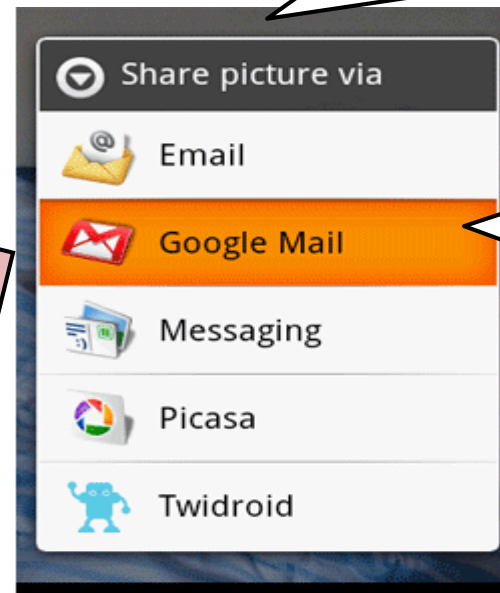 Share picture via
Email
Google Mail
Messaging
Picasa
Twidroid